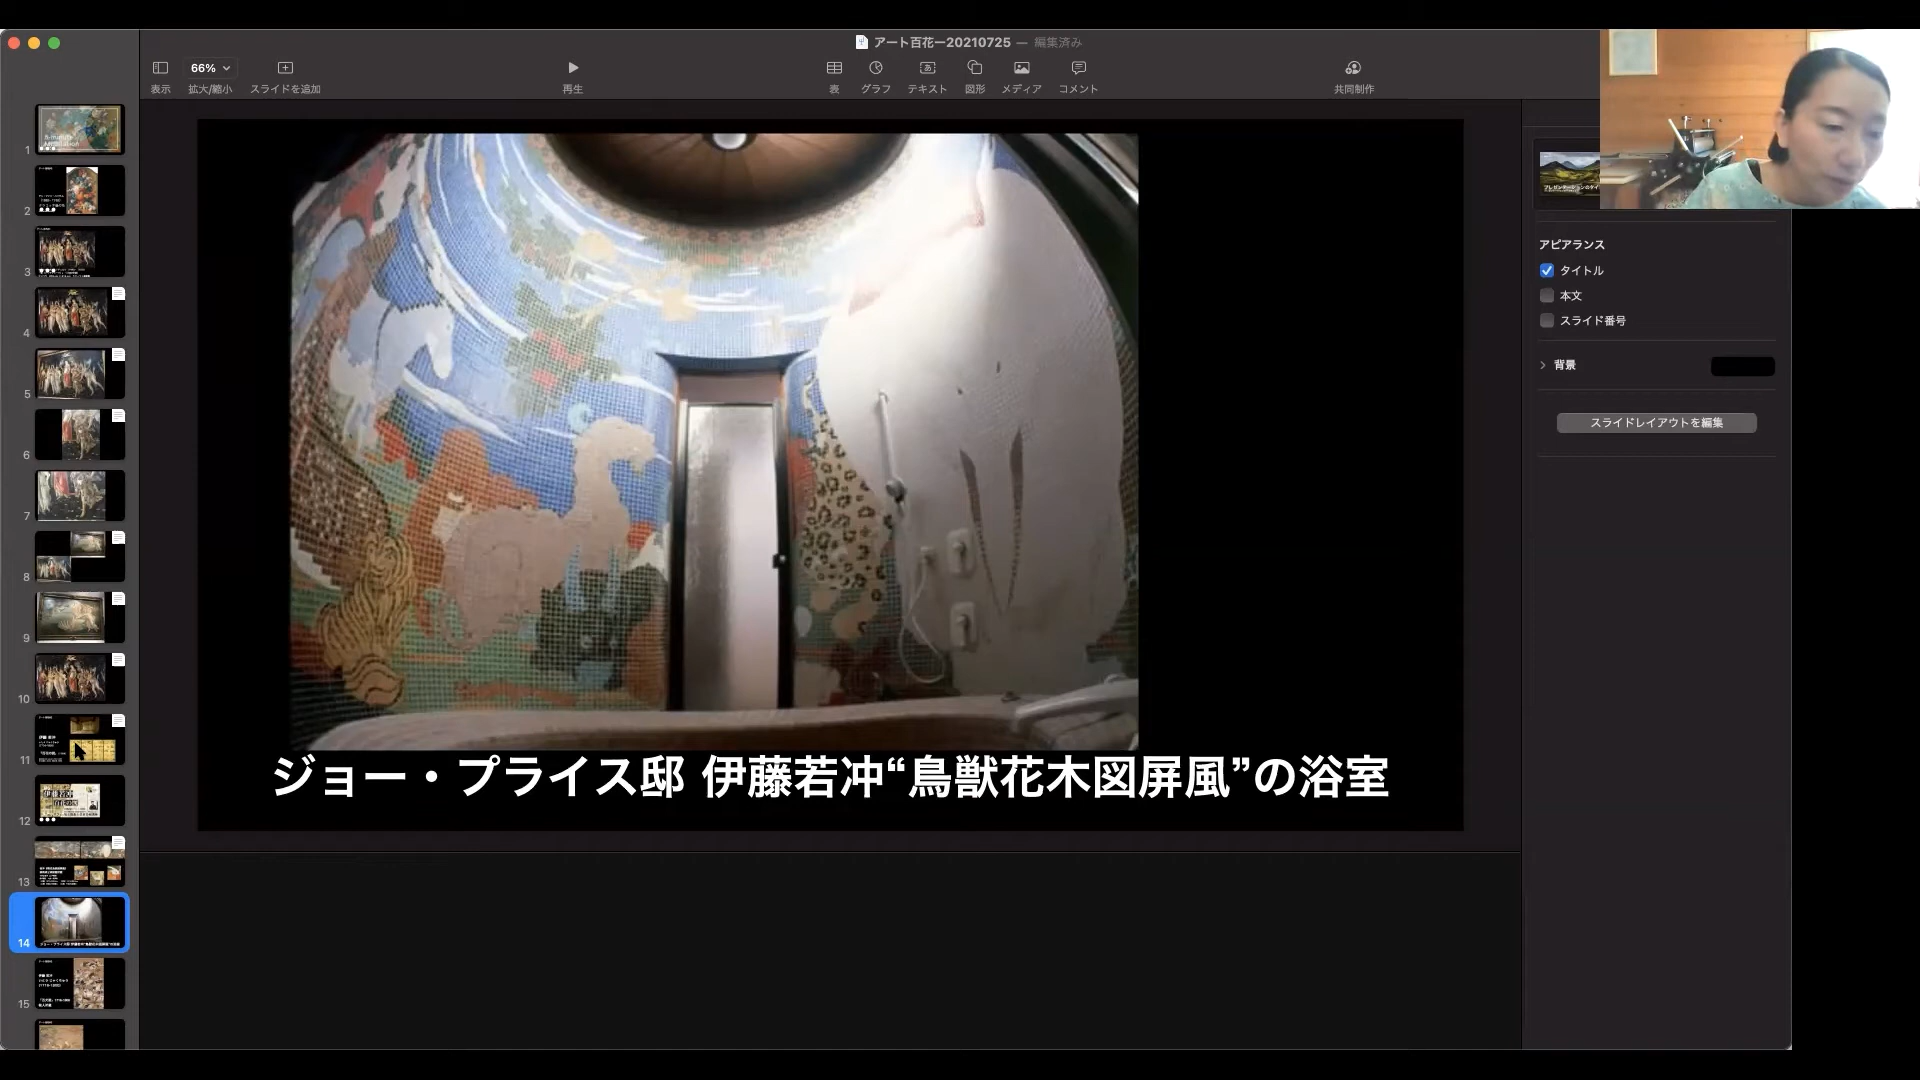 アート百花ー20210725 — 編集済み
66%
表示
拡大/縮小
スライドを追加
再生
表
グラフ
テキスト
図形
メディア
コメント
共同制作
アピアランス
タイトル
本文
スライド番号
背景
スライドレイアウトを編集
1
2
3
4
5
6
7
8
9
10
11
12
13
14
15
ジョー・プライス邸 伊藤若冲“鳥獣花木図屏風”の浴室